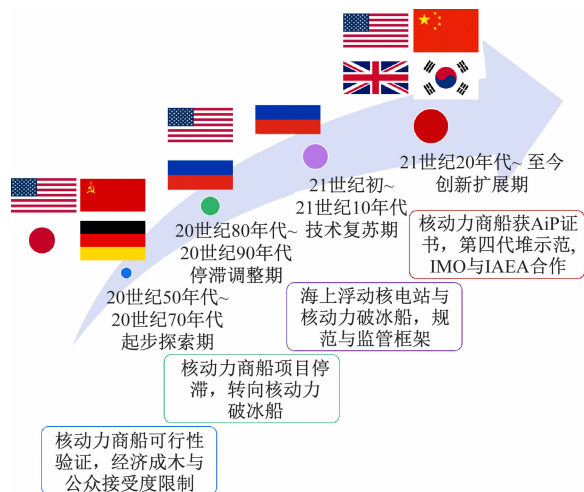 21世纪20年代~ 至今
创新扩展期
21世纪初~
21世纪10年代
技术复苏期
20世纪80年代~
20世纪90年代
停滞调整期
20世纪50年代~
20世纪70年代
起步探索期
核动力商船获AiP证
书，第四代堆示范,
IMO与IAEA合作
海上浮动核电站与
核动力破冰船，规
范与监管框架
核动力商船项目停
滞，转向核动力
破冰船
核动力商船可行性
验证，经济成木与
公众接受度限制